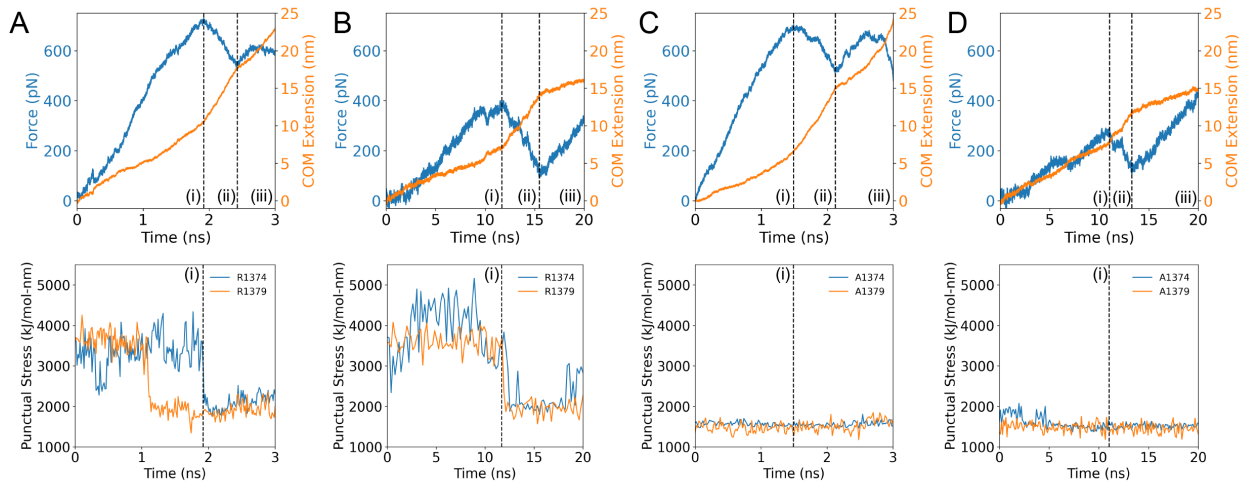 A
Force (pN)
600
400
200
0
25
20
15
10
5
0
COM Extension (nm)
(i) (ii) (iii)
0 1 2 3
Time (ns)
B
Force (pN)
600
400
200
0
25
20
15
10
5
0
COM Extension (nm)
(i) (ii) (iii)
0 5 10 15 20
Time (ns)
C
Force (pN)
600
400
200
0
25
20
15
10
5
0
COM Extension (nm)
(i) (ii) (iii)
0 1 2 3
Time (ns)
D
Force (pN)
600
400
200
0
25
20
15
10
5
0
COM Extension (nm)
(i) (ii) (iii)
0 5 10 15 20
Time (ns)
Punctual Stress (kJ/mol-nm)
5000
4000
3000
2000
1000
(i)
R1374
R1379
0 1 2 3
Time (ns)
Punctual Stress (kJ/mol-nm)
5000
4000
3000
2000
1000
(i)
R1374
R1379
0 5 10 15 20
Time (ns)
Punctual Stress (kJ/mol-nm)
5000
4000
3000
2000
1000
(i)
A1374
A1379
0 1 2 3
Time (ns)
Punctual Stress (kJ/mol-nm)
5000
4000
3000
2000
1000
(i)
A1374
A1379
0 5 10 15 20
Time (ns)